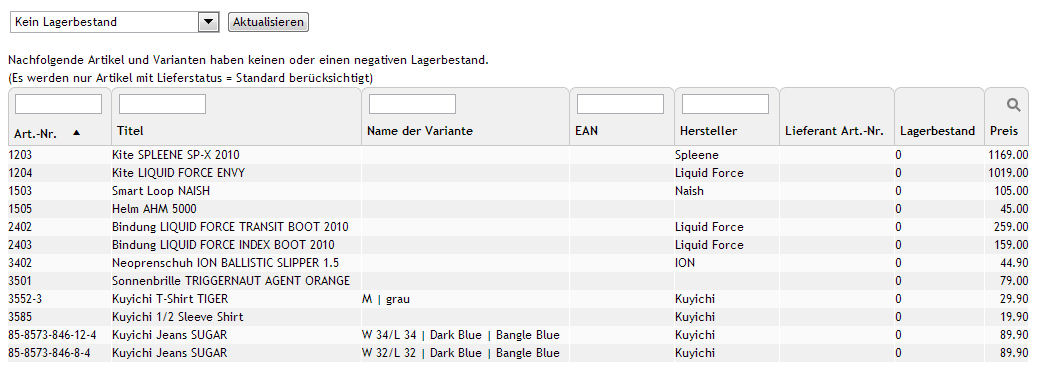 Kein Lagerbestand Aktualisieren
Nachfolgende Artikel und Varianten haben keinen oder einen negativen Lagerbestand.
(Es werden nur Artikel mit Lieferstatus = Standard berücksichtigt)
Art.-Nr. Titel Name der Variante EAN Hersteller Lieferant Art.-Nr. Lagerbestand Preis
1203 Kite SPLEENE SP-X 2010 Spleene 0 1169.00
1204 Kite LIQUID FORCE ENVY Liquid Force 0 1019.00
1503 Smart Loop NAISH Naish 0 105.00
1505 Helm AHM 5000 0 45.00
2402 Bindung LIQUID FORCE TRANSIT BOOT 2010 Liquid Force 0 259.00
2403 Bindung LIQUID FORCE INDEX BOOT 2010 Liquid Force 0 159.00
3402 Neoprenschuh ION BALLISTIC SLIPPER 1.5 ION 0 44.90
3501 Sonnenbrille TRIGGERNAUT AGENT ORANGE 0 79.00
3552-3 Kuyichi T-Shirt TIGER M | grau Kuyichi 0 29.90
3585 Kuyichi 1/2 Sleeve Shirt Kuyichi 0 19.90
85-8573-846-12-4 Kuyichi Jeans SUGAR W 34/L 34 | Dark Blue | Bangle Blue Kuyichi 0 89.90
85-8573-846-8-4 Kuyichi Jeans SUGAR W 32/L 32 | Dark Blue | Bangle Blue Kuyichi 0 89.90